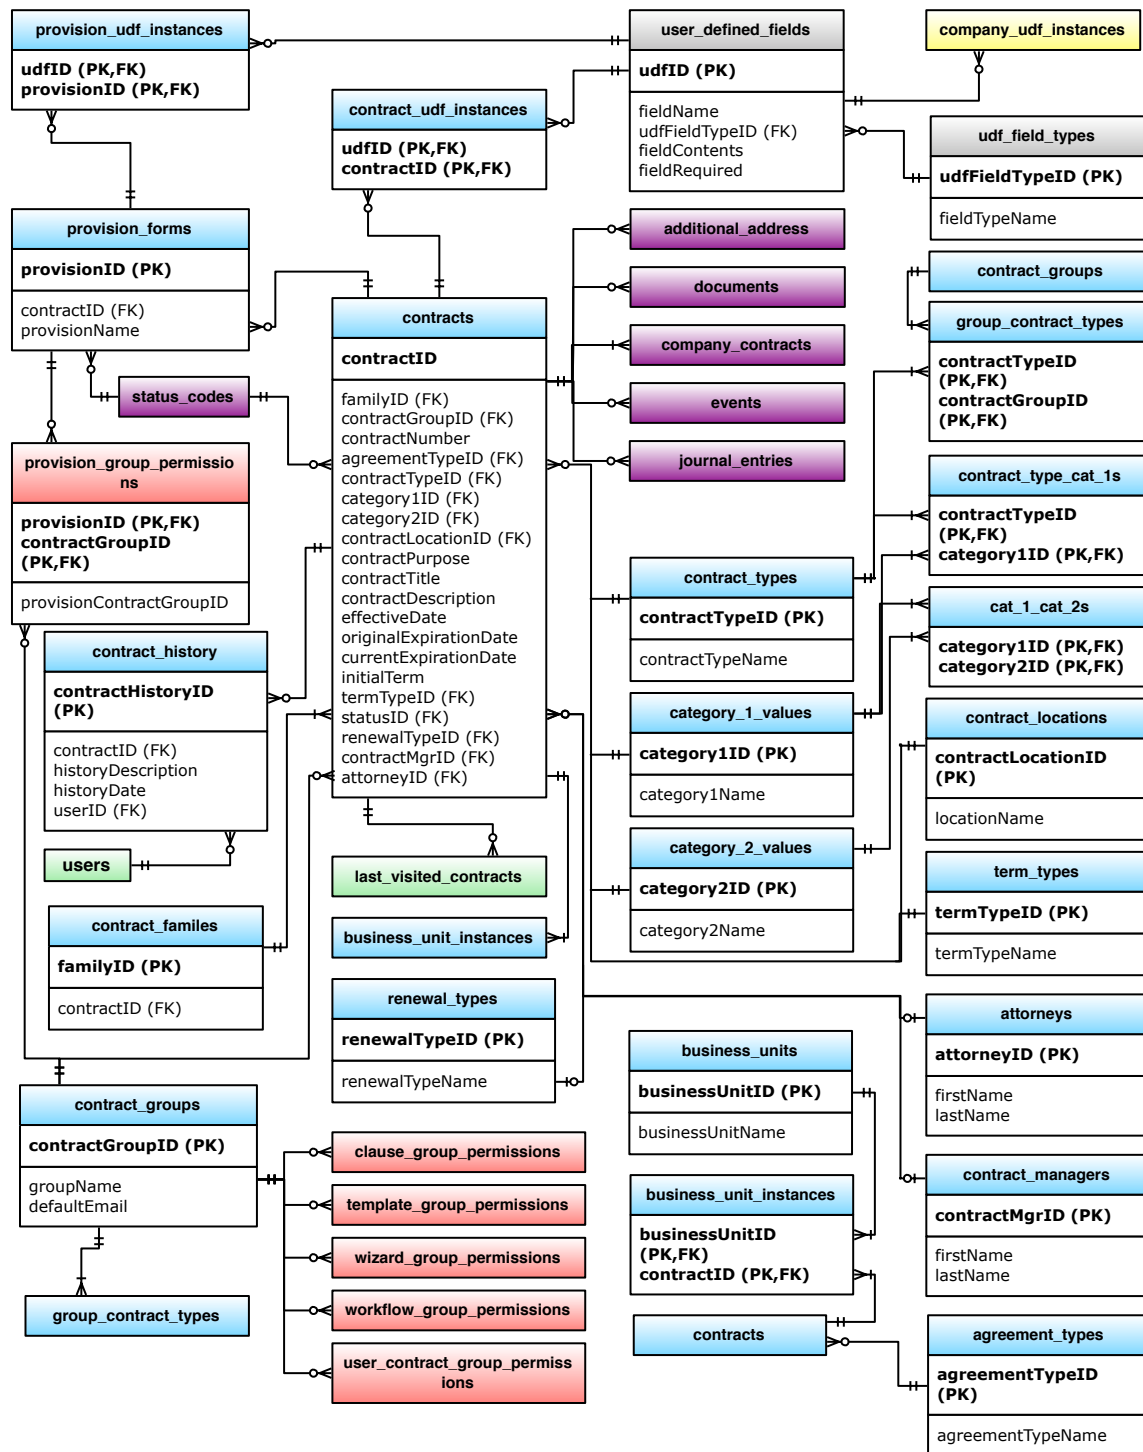 provision_udf_instances
udfID (PK,FK)
provisionID (PK,FK)
user_defined_fields
udfID (PK)
fieldName
udfFieldTypeID (FK)
fieldContents
fieldRequired
company_udf_instances
contract_udf_instances
udfID (PK,FK)
contractID (PK,FK)
udf_field_types
udfFieldTypeID (PK)
fieldTypeName
provision_forms
provisionID (PK)
contractID (FK)
provisionName
additional_address
documents
company_contracts
events
journal_entries
contract_groups
group_contract_types
contractTypeID
(PK,FK)
contractGroupID
(PK,FK)
contracts
contractID
familyID (FK)
contractGroupID (FK)
contractNumber
agreementTypeID (FK)
contractTypeID (FK)
category1ID (FK)
category2ID (FK)
contractLocationID (FK)
contractPurpose
contractTitle
contractDescription
effectiveDate
originalExpirationDate
currentExpirationDate
initialTerm
termTypeID (FK)
statusID (FK)
renewalTypeID (FK)
contractMgrID (FK)
attorneyID (FK)
status_codes
provision_group_permissio
ns
provisionID (PK,FK)
contractGroupID
(PK,FK)
provisionContractGroupID
contract_type_cat_1s
contractTypeID
(PK,FK)
category1ID (PK,FK)
contract_types
contractTypeID (PK)
contractTypeName
cat_1_cat_2s
category1ID (PK,FK)
category2ID (PK,FK)
contract_history
contractHistoryID
(PK)
contractID (FK)
historyDescription
historyDate
userID (FK)
category_1_values
category1ID (PK)
category1Name
contract_locations
contractLocationID
(PK)
locationName
users
last_visited_contracts
category_2_values
category2ID (PK)
category2Name
term_types
termTypeID (PK)
termTypeName
contract_familes
familyID (PK)
contractID (FK)
business_unit_instances
renewal_types
renewalTypeID (PK)
renewalTypeName
business_units
businessUnitID (PK)
businessUnitName
attorneys
attorneyID (PK)
firstName
lastName
contract_groups
contractGroupID (PK)
groupName
defaultEmail
clause_group_permissions
template_group_permissions
wizard_group_permissions
workflow_group_permissions
user_contract_group_permiss
ions
business_unit_instances
businessUnitID
(PK,FK)
contractID (PK,FK)
contract_managers
contractMgrID (PK)
firstName
lastName
group_contract_types
contracts
agreement_types
agreementTypeID
(PK)
agreementTypeName